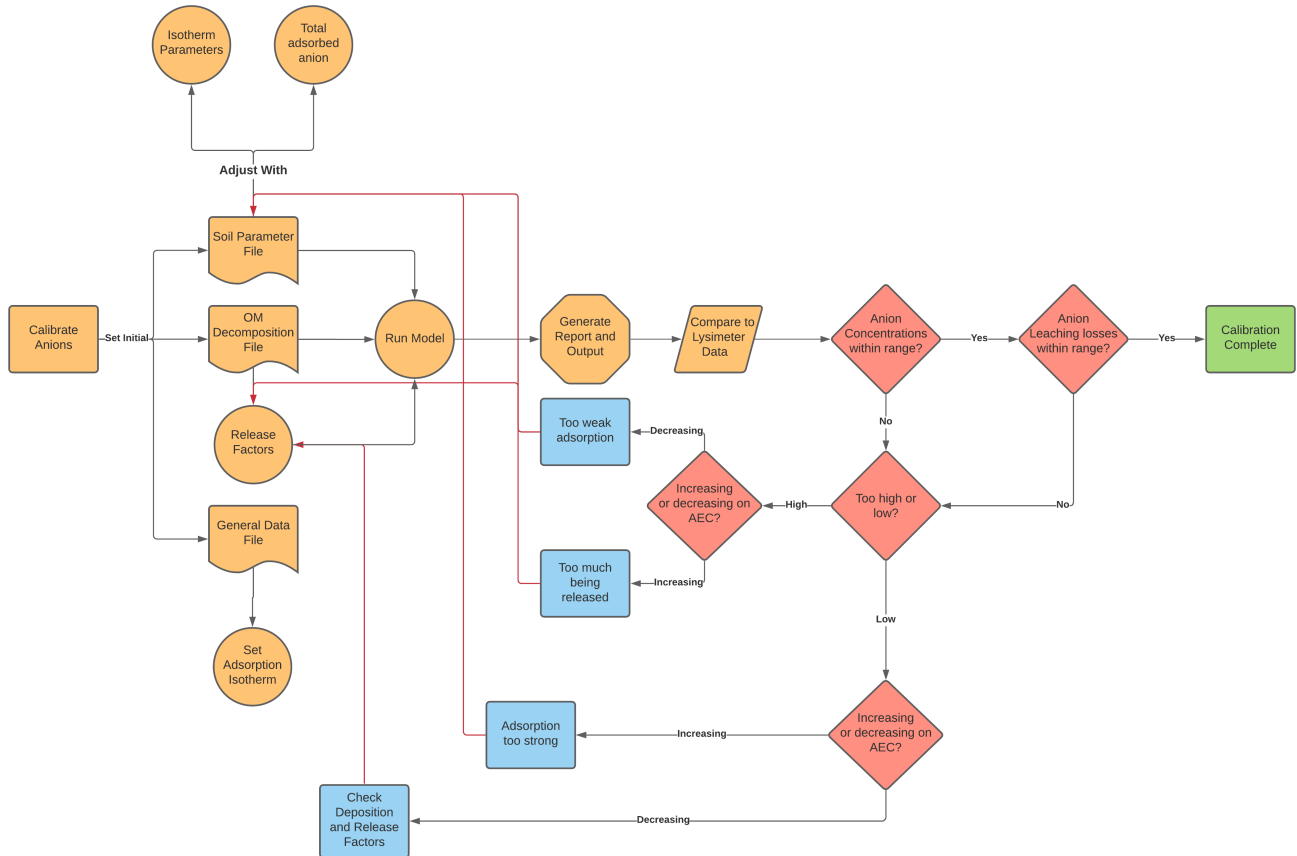 Isotherm
Parameters
Total
adsorbed
anion
Adjust With
Soil Parameter
File
Calibrate
Anions
Set Initial
OM
Decomposition
File
Run Model
Generate
Report and
Output
Compare to
Lysimeter
Data
Anion
Concentrations
within range?
Yes
Anion
Leaching losses
within range?
Yes
Calibration
Complete
Release
Factors
Too weak
adsorption
Decreasing
No
Increasing
or decreasing on
AEC?
High
Too high or
low?
No
General Data
File
Too much
being
released
Increasing
Low
Set
Adsorption
Isotherm
Adsorption
too strong
Increasing
Increasing
or decreasing on
AEC?
Check
Deposition
and Release
Factors
Decreasing